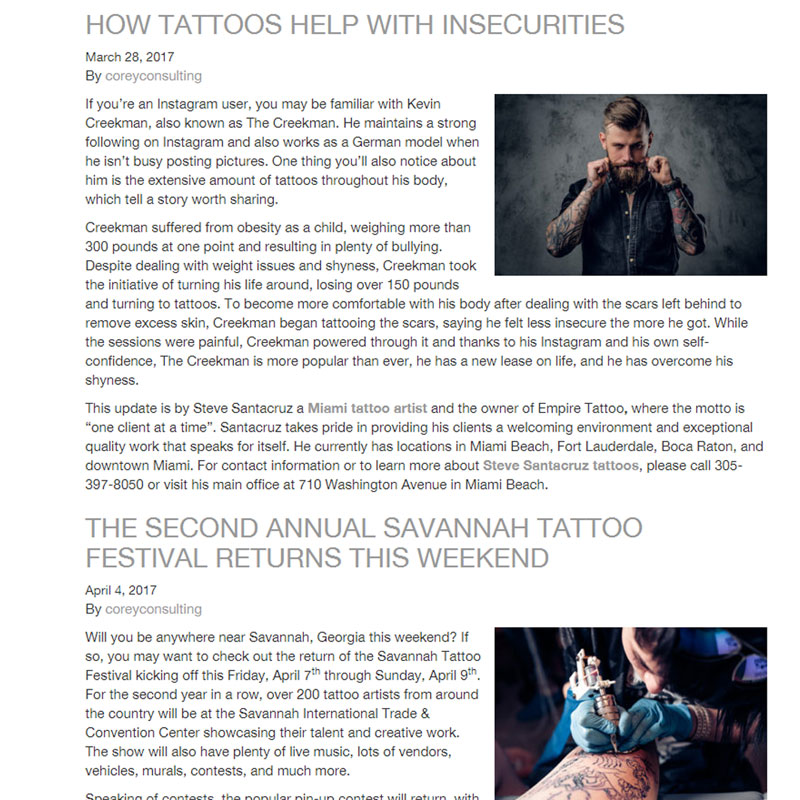 HOW TATTOOS HELP WITH INSECURITIES
March 28, 2017
By coreyconsulting
If you're an Instagram user, you may be familiar with Kevin
Creekman, also known as The Creekman. He maintains a strong
following on Instagram and also works as a German model when
he isn't busy posting pictures. One thing you'll also notice about
him is the extensive amount of tattoos throughout his body,
which tell a story worth sharing.
Creekman suffered from obesity as a child, weighing more than
300 pounds at one point and resulting in plenty of bullying.
Despite dealing with weight issues and shyness, Creekman took
the initiative of turning his life around, losing over 150 pounds
and turning to tattoos. To become more comfortable with his body after dealing with the scars left behind to
remove excess skin, Creekman began tattooing the scars, saying he felt less insecure the more he got. While
the sessions were painful, Creekman powered through it and thanks to his Instagram and his own self-
confidence, The Creekman is more popular than ever, he has a new lease on life, and he has overcome his
shyness.
This update is by Steve Santacruz a Miami tattoo artist and the owner of Empire Tattoo, where the motto is
“one client at a time”. Santacruz takes pride in providing his clients a welcoming environment and exceptional
quality work that speaks for itself. He currently has locations in Miami Beach, Fort Lauderdale, Boca Raton, and
downtown Miami. For contact information or to learn more about Steve Santacruz tattoos, please call 305-
397-8050 or visit his main office at 710 Washington Avenue in Miami Beach.
THE SECOND ANNUAL SAVANNAH TATTOO
FESTIVAL RETURNS THIS WEEKEND
April 4, 2017
By coreyconsulting
Will you be anywhere near Savannah, Georgia this weekend? If
so, you may want to check out the return of the Savannah Tattoo
Festival kicking off this Friday, April 7th through Sunday, April 9th.
For the second year in a row, over 200 tattoo artists from around
the country will be at the Savannah International Trade &
Convention Center showcasing their talent and creative work.
The show will also have plenty of live music, lots of vendors,
vehicles, murals, contests, and much more.
Speaking of contests, the popular pin-up contest will return, with